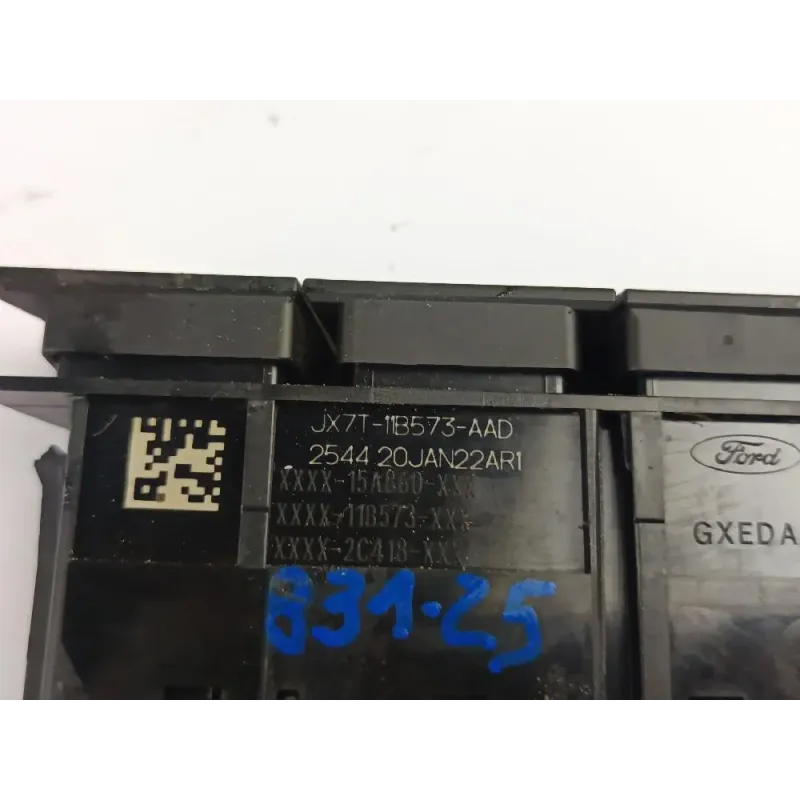 JX7T-11B573-AAD
2544 20JAN22AR1
XXXX-15A860-XXX
XXXX-11B573-XXX
XXXX-2C418-XXX
831-25
Ford
GXEDA